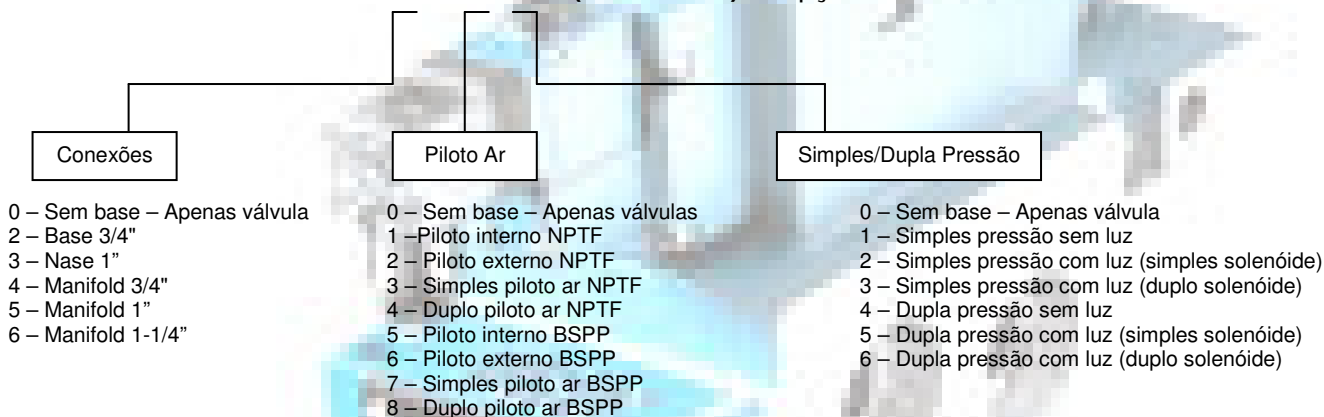 Conexões
0 – Sem base – Apenas válvula
2 – Base 3/4"
3 – Nase 1”
4 – Manifold 3/4"
5 – Manifold 1”
6 – Manifold 1-1/4”
Piloto Ar
0 – Sem base – Apenas válvulas
1 –Piloto interno NPTF
2 – Piloto externo NPTF
3 – Simples piloto ar NPTF
4 – Duplo piloto ar NPTF
5 – Piloto interno BSPP
6 – Piloto externo BSPP
7 – Simples piloto ar BSPP
8 – Duplo piloto ar BSPP
Simples/Dupla Pressão
0 – Sem base – Apenas válvula
1 – Simples pressão sem luz
2 – Simples pressão com luz (simples solenóide)
3 – Simples pressão com luz (duplo solenóide)
4 – Dupla pressão sem luz
5 – Dupla pressão com luz (simples solenóide)
6 – Dupla pressão com luz (duplo solenóide)